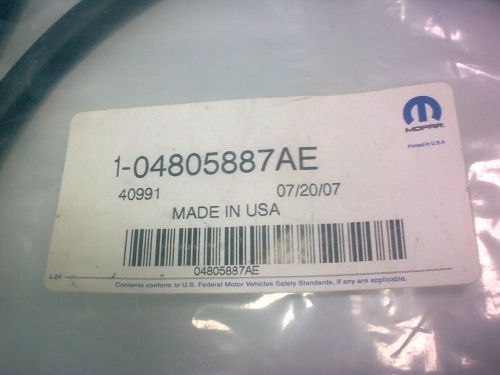 MOPAR
Printed in U.S.A
1-04805887AE
40991 07/20/07
MADE IN USA
04805887AE
L-24
Contents conform to U.S. Federal Motor Vehicles Safety Standards, if any are applicable.